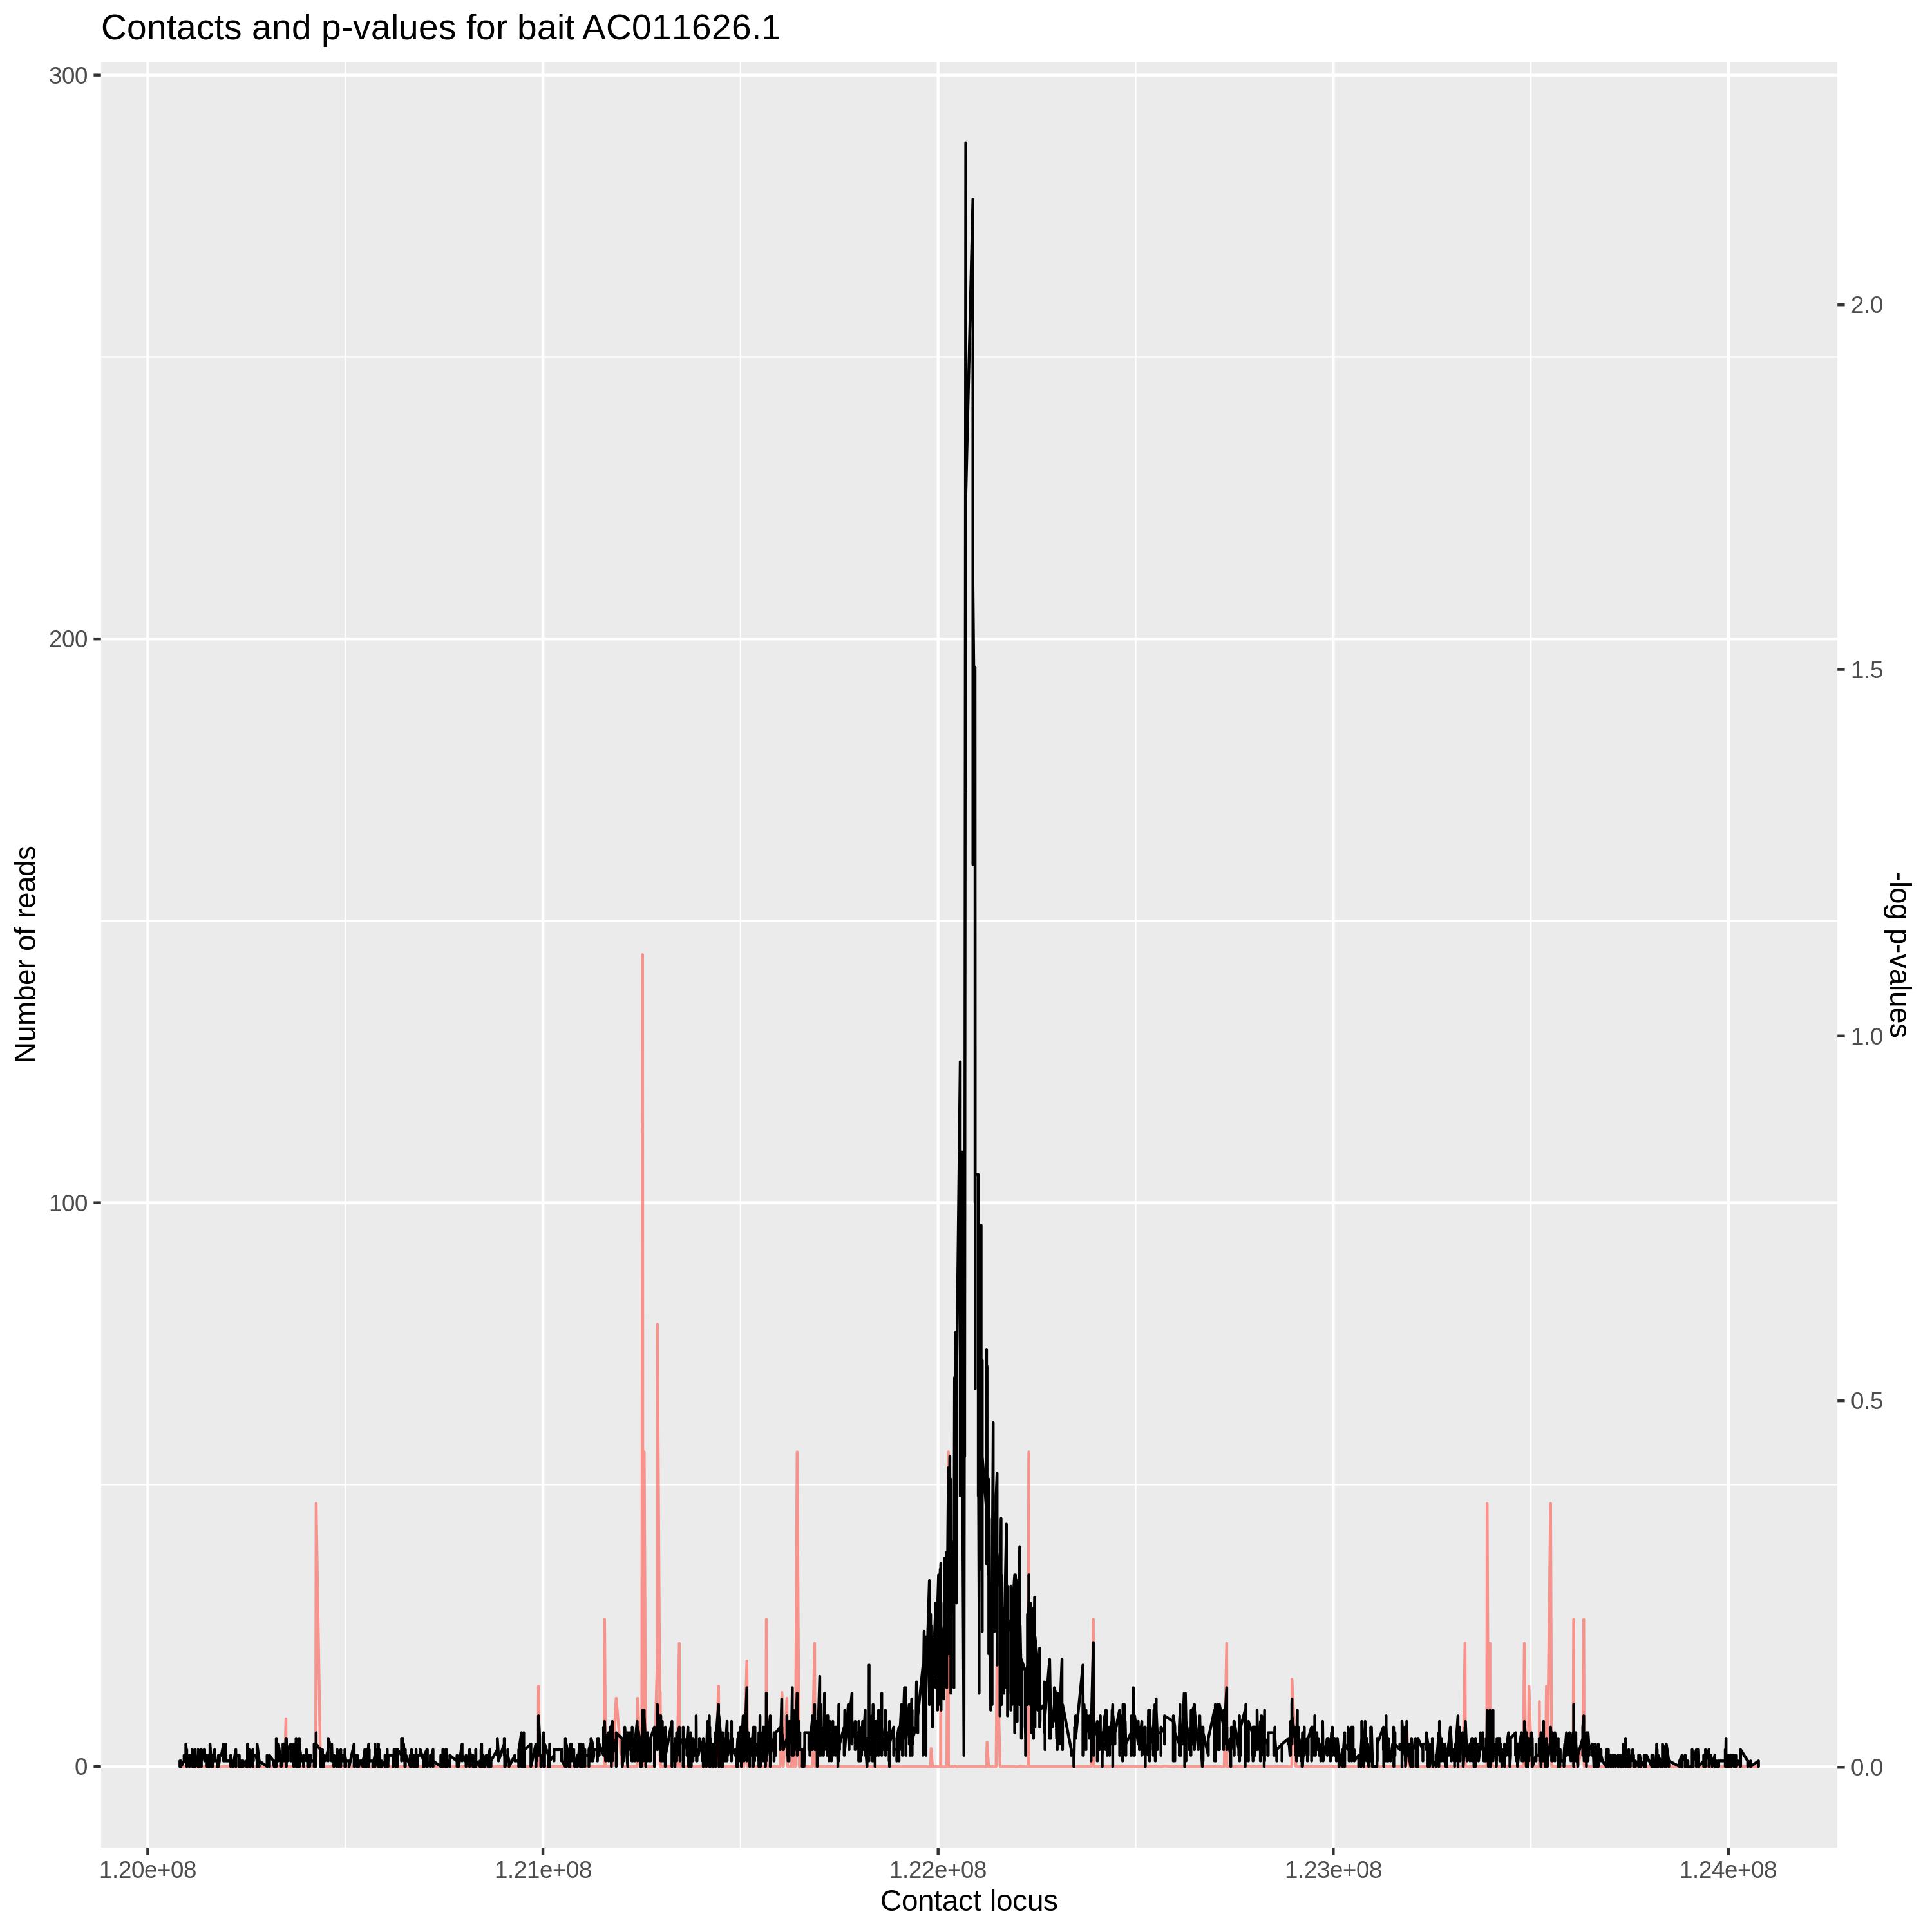 Contacts and p-values for bait AC011626.1
300
200
100
0
Number of reads
2.0
1.5
1.0
0.5
0.0
-log p-values
1.20e+08
1.21e+08
1.22e+08
1.23e+08
1.24e+08
Contact locus